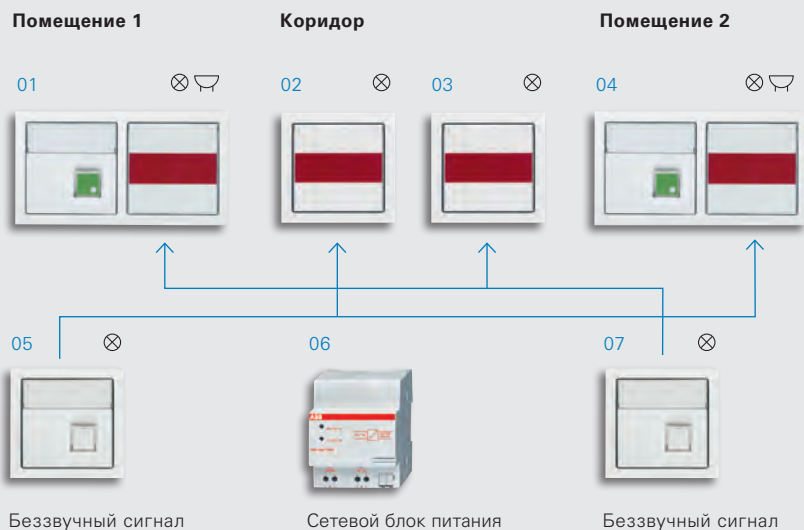 Помещение 1
Коридор
Помещение 2
01
02
03
04
05
06
07
ABB
Беззвучный сигнал
Сетевой блок питания
Беззвучный сигнал